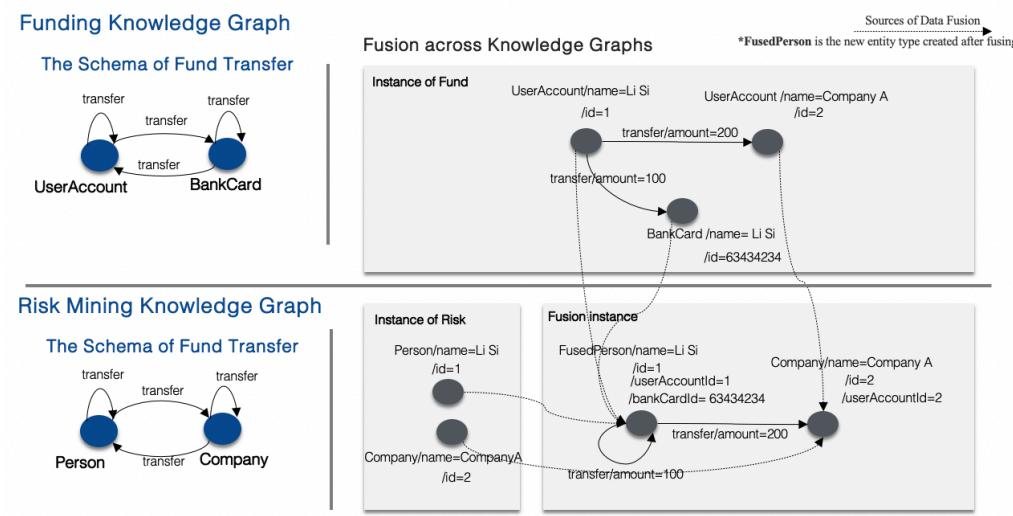 Funding Knowledge Graph
The Schema of Fund Transfer
transfer
transfer
transfer
transfer
UserAccount
BankCard
Sources of Data Fusion
*FusedPerson is the new entity type created after fusing
Fusion across Knowledge Graphs
Instance of Fund
UserAccount/name=Li Si
/id=1
UserAccount /name=Company A
/id=2
transfer/amount=200
transfer/amount=100
BankCard /name= Li Si
/id=63434234
Risk Mining Knowledge Graph
The Schema of Fund Transfer
transfer
transfer
transfer
transfer
Person
Company
Instance of Risk
Person/name=Li Si
/id=1
Company/name=CompanyA
/id=2
Fusion instance
FusedPerson/name=Li Si
/id=1
/userAccountId=1
/bankCardId= 63434234
Company/name=Company A
/id=2
/userAccountId=2
transfer/amount=200
transfer/amount=100